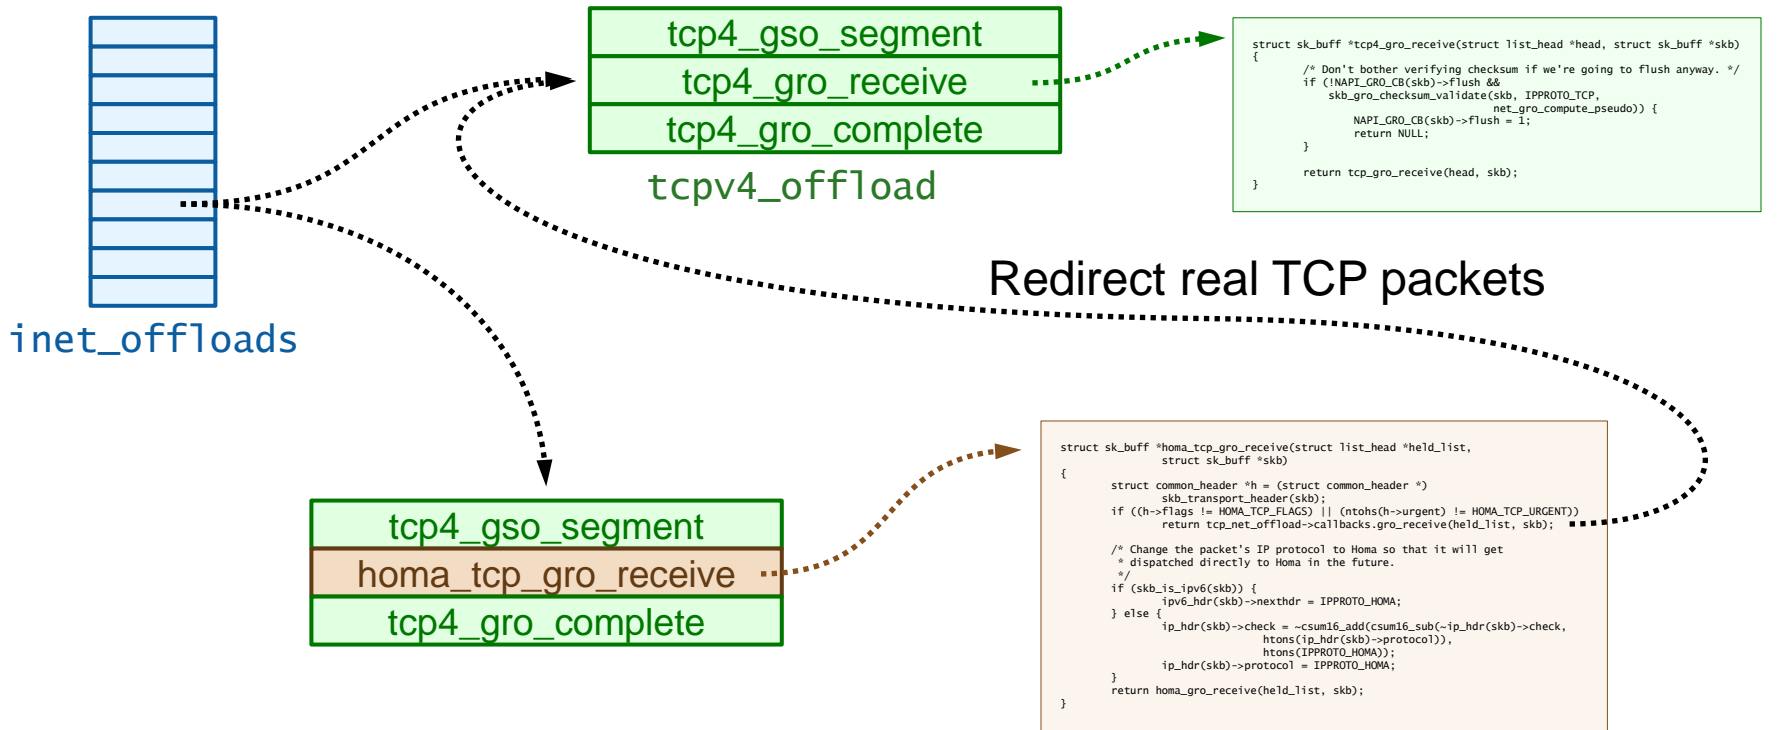 tcp4_gso_segment
tcp4_gro_receive
tcp4_gro_complete
tcpv4_offload
struct sk_buff *tcp4_gro_receive(struct list_head *head, struct sk_buff *skb)
{
        /* Don't bother verifying checksum if we're going to flush anyway. */
        if (!NAPI_GRO_CB(skb)->flush &&
            skb_gro_checksum_validate(skb, IPPROTO_TCP,
                                      net_gro_compute_pseudo)) {
                NAPI_GRO_CB(skb)->flush = 1;
                return NULL;
        }
        return tcp_gro_receive(head, skb);
}
inet_offloads
Redirect real TCP packets
tcp4_gso_segment
homa_tcp_gro_receive
tcp4_gro_complete
struct sk_buff *homa_tcp_gro_receive(struct list_head *held_list,
                struct sk_buff *skb)
{
        struct common_header *h = (struct common_header *)
                skb_transport_header(skb);
        if ((h->flags != HOMA_TCP_FLAGS) || (ntohs(h->urgent) != HOMA_TCP_URGENT))
                return tcp_net_offload->callbacks.gro_receive(held_list, skb);
        /* Change the packet's IP protocol to Homa so that it will get
         * dispatched directly to Homa in the future.
         */
        if (skb_is_ipv6(skb)) {
                ipv6_hdr(skb)->nexthdr = IPPROTO_HOMA;
        } else {
                ip_hdr(skb)->check = ~csum16_add(csum16_sub(~ip_hdr(skb)->check,
                                htons(ip_hdr(skb)->protocol)),
                                htons(IPPROTO_HOMA));
                ip_hdr(skb)->protocol = IPPROTO_HOMA;
        }
        return homa_gro_receive(held_list, skb);
}